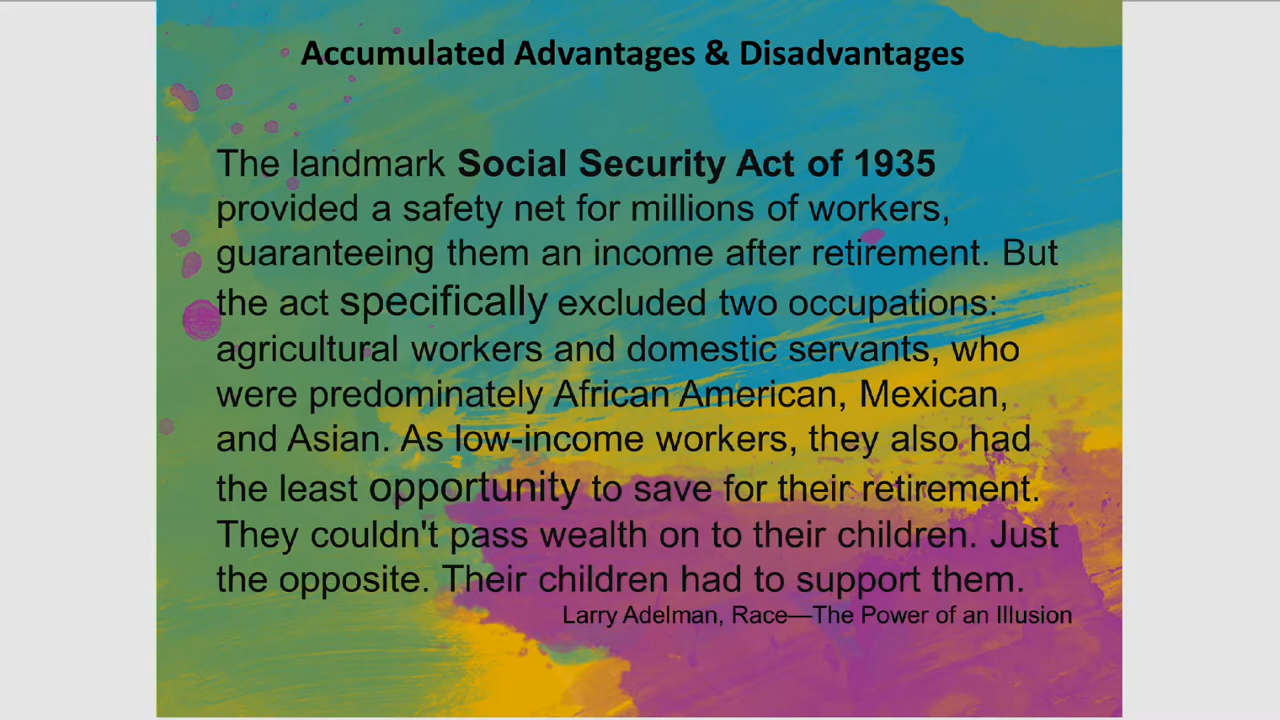 Accumulated Advantages & Disadvantages
The landmark Social Security Act of 1935
provided a safety net for millions of workers,
guaranteeing them an income after retirement. But
the act specifically excluded two occupations:
agricultural workers and domestic servants, who
were predominately African American, Mexican,
and Asian. As low-income workers, they also had
the least opportunity to save for their retirement.
They couldn't pass wealth on to their children. Just
the opposite. Their children had to support them.
Larry Adelman, Race—The Power of an Illusion